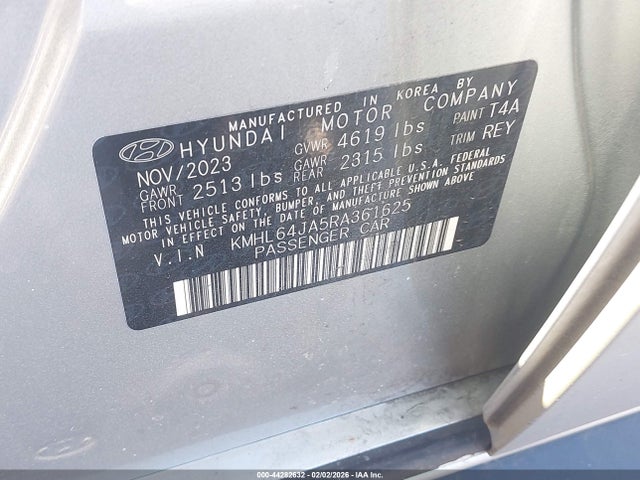 MANUFACTURED IN KOREA BY
HYUNDAI MOTOR COMPANY
NOV/2023 GVWR 4619 lbs PAINT T4A
GAWR FRONT 2513 lbs GAWR REAR 2315 lbs TRIM REY
THIS VEHICLE CONFORMS TO ALL APPLICABLE U.S.A. FEDERAL
MOTOR VEHICLE SAFETY, BUMPER, AND THEFT PREVENTION STANDARDS
IN EFFECT ON THE DATE OF MANUFACTURE SHOWN ABOVE.
V.I.N KMHL64JA5RA361625
PASSENGER CAR
000-44282632 - 02/02/2026 - IAAI.COM